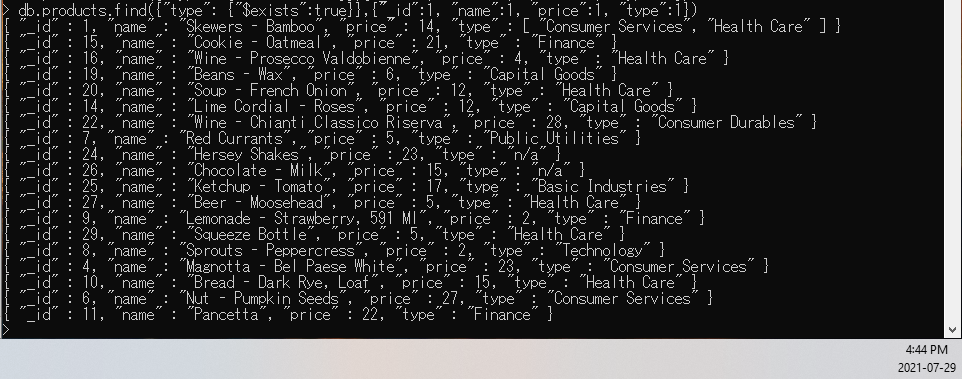 db.products.find({"type": {"$exists":true}},{"_id":1, "name":1, "price":1, "type":1})
{ "_id" : 1, "name" : "Skewers - Bamboo", "price" : 14, "type" : [ "Consumer Services", "Health Care" ] }
{ "_id" : 15, "name" : "Cookie - Oatmeal", "price" : 21, "type" : "Finance" }
{ "_id" : 16, "name" : "Wine - Prosecco Valdobienne", "price" : 4, "type" : "Health Care" }
{ "_id" : 19, "name" : "Beans - Wax", "price" : 6, "type" : "Capital Goods" }
{ "_id" : 20, "name" : "Soup - French Onion", "price" : 12, "type" : "Health Care" }
{ "_id" : 14, "name" : "Lime Cordial - Roses", "price" : 12, "type" : "Capital Goods" }
{ "_id" : 22, "name" : "Wine - Chianti Classico Riserva", "price" : 28, "type" : "Consumer Durables" }
{ "_id" : 7, "name" : "Red Currants", "price" : 5, "type" : "Public Utilities" }
{ "_id" : 24, "name" : "Hersey Shakes", "price" : 23, "type" : "n/a" }
{ "_id" : 26, "name" : "Chocolate - Milk", "price" : 15, "type" : "n/a" }
{ "_id" : 25, "name" : "Ketchup - Tomato", "price" : 17, "type" : "Basic Industries" }
{ "_id" : 27, "name" : "Beer - Moosehead", "price" : 5, "type" : "Health Care" }
{ "_id" : 9, "name" : "Lemonade - Strawberry, 591 Ml", "price" : 2, "type" : "Finance" }
{ "_id" : 29, "name" : "Squeeze Bottle", "price" : 5, "type" : "Health Care" }
{ "_id" : 8, "name" : "Sprouts - Peppercress", "price" : 2, "type" : "Technology" }
{ "_id" : 4, "name" : "Magnotta - Bel Paese White", "price" : 23, "type" : "Consumer Services" }
{ "_id" : 10, "name" : "Bread - Dark Rye, Loaf", "price" : 15, "type" : "Health Care" }
{ "_id" : 6, "name" : "Nut - Pumpkin Seeds", "price" : 27, "type" : "Consumer Services" }
{ "_id" : 11, "name" : "Pancetta", "price" : 22, "type" : "Finance" }
>
4:44 PM
2021-07-29